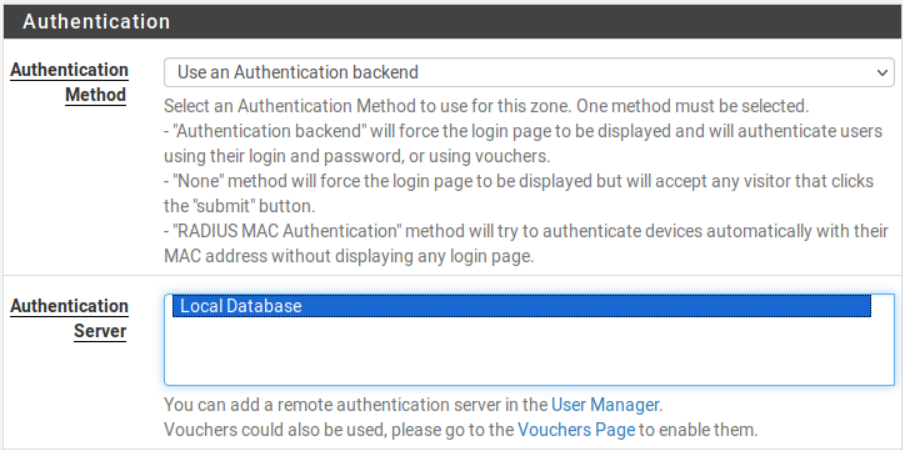 Authentication
Authentication
Method
Use an Authentication backend
Select an Authentication Method to use for this zone. One method must be selected.
- "Authentication backend" will force the login page to be displayed and will authenticate users
using their login and password, or using vouchers.
- "None" method will force the login page to be displayed but will accept any visitor that clicks
the "submit" button.
- "RADIUS MAC Authentication" method will try to authenticate devices automatically with their
MAC address without displaying any login page.
Authentication
Server
Local Database
You can add a remote authentication server in the User Manager.
Vouchers could also be used, please go to the Vouchers Page to enable them.